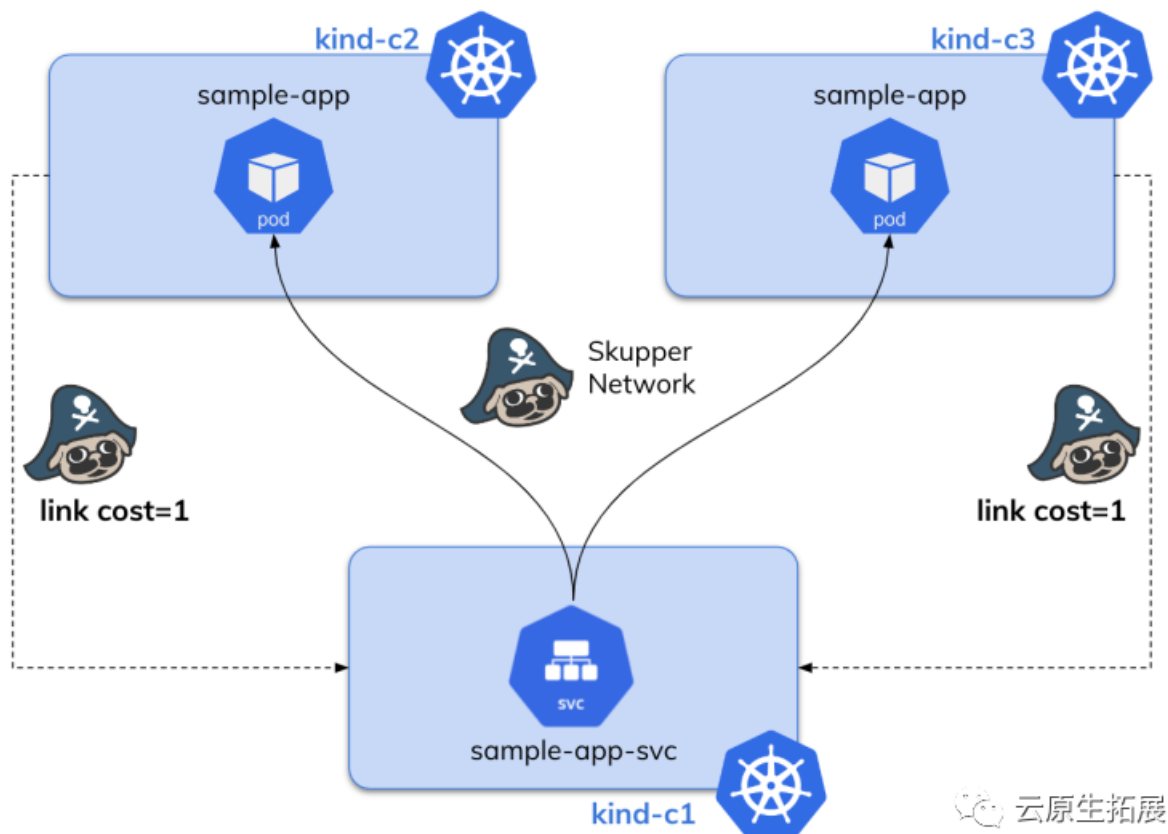 kind-c2
kind-c3
sample-app
sample-app
pod
pod
Skupper
Network
link cost=1
link cost=1
svc
sample-app-svc
kind-c1
云原生拓展